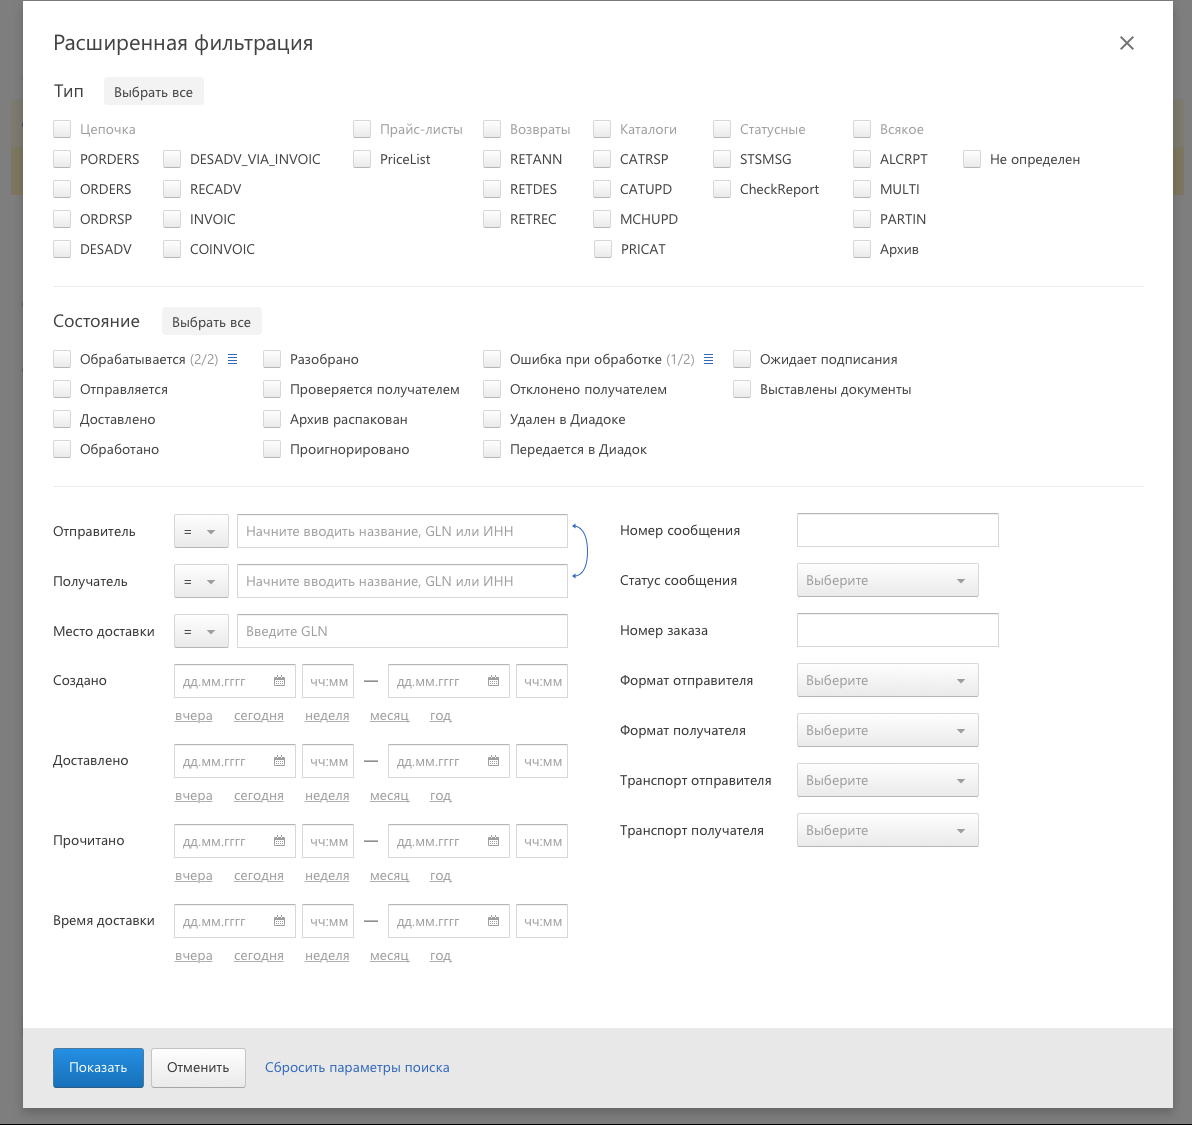 Расширенная фильтрация
Тип Выбрать все
Цепочка Прайс-листы Возвраты Каталоги Статусные Всякое
PORDERS DESADV_VIA_INVOIC PriceList RETANN CATRSP STSMSG ALCRPT Не определен
ORDERS RECADV RETDES CATUPD CheckReport MULTI
ORDRSP INVOIC RETREC MCHUPD PARTIN
DESADV COINVOIC PRICAT Архив
Состояние Выбрать все
Обрабатывается (2/2) Разобрано Ошибка при обработке (1/2) Ожидает подписания
Отправляется Проверяется получателем Отклонено получателем Выставлены документы
Доставлено Архив распакован Удален в Диадоке
Обработано Проигнорировано Передается в Диадок
Отправитель = Начните вводить название, GLN или ИНН Номер сообщения
Получатель = Начните вводить название, GLN или ИНН Статус сообщения Выберите
Место доставки = Введите GLN Номер заказа
Создано дд.мм.гггг чч:мм — дд.мм.гггг чч:мм Формат отправителя Выберите
вчера сегодня неделя месяц год
Формат получателя Выберите
Доставлено дд.мм.гггг чч:мм — дд.мм.гггг чч:мм
Транспорт отправителя Выберите
вчера сегодня неделя месяц год
Прочитано дд.мм.гггг чч:мм — дд.мм.гггг чч:мм Транспорт получателя Выберите
вчера сегодня неделя месяц год
Время доставки дд.мм.гггг чч:мм — дд.мм.гггг чч:мм
вчера сегодня неделя месяц год
Показать Отменить Сбросить параметры поиска